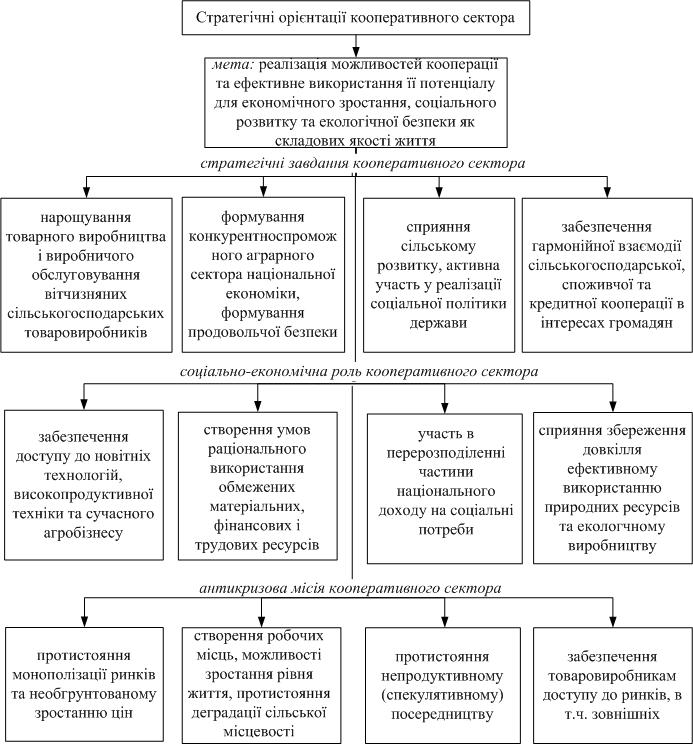 Стратегічні орієнтації кооперативного сектора
мета: реалізація можливостей кооперації
та ефективне використання її потенціалу
для економічного зростання, соціального
розвитку та екологічної безпеки як
складових якості життя
стратегічні завдання кооперативного сектора
нарощування
товарного виробництва
і виробничого
обслуговування
вітчизняних
сільськогосподарських
товаровиробників
формування
конкурентноспромож
ного аграрного
сектора національної
економіки,
формування
продовольчої безпеки
сприяння
сільському
розвитку, активна
участь у реалізації
соціальної політики
держави
забезпечення
гармонійної взаємодії
сільськогосподарської,
споживчої та
кредитної кооперації в
інтересах громадян
соціально-економічна роль кооперативного сектора
забезпечення
доступу до новітніх
технологій,
високопродуктивної
техніки та сучасного
агробізнесу
створення умов
раціонального
використання
обмежених
матеріальних,
фінансових і
трудових ресурсів
участь в
перерозподіленні
частини
національного
доходу на соціальні
потреби
сприяння збереження
довкілля
ефективному
використанню
природних ресурсів
та екологчному
виробництву
антикризова місія кооперативного сектора
протистояння
монополізації ринків
та необгрунтованому
зростанню цін
створення робочих
місць, можливості
зростання рівня
життя, протистояння
деградації сільської
місцевості
протистояння
непродуктивному
(спекулятивному)
посередництву
забезпечення
товаровиробникам
доступу до ринків, в
т.ч. зовнішніх